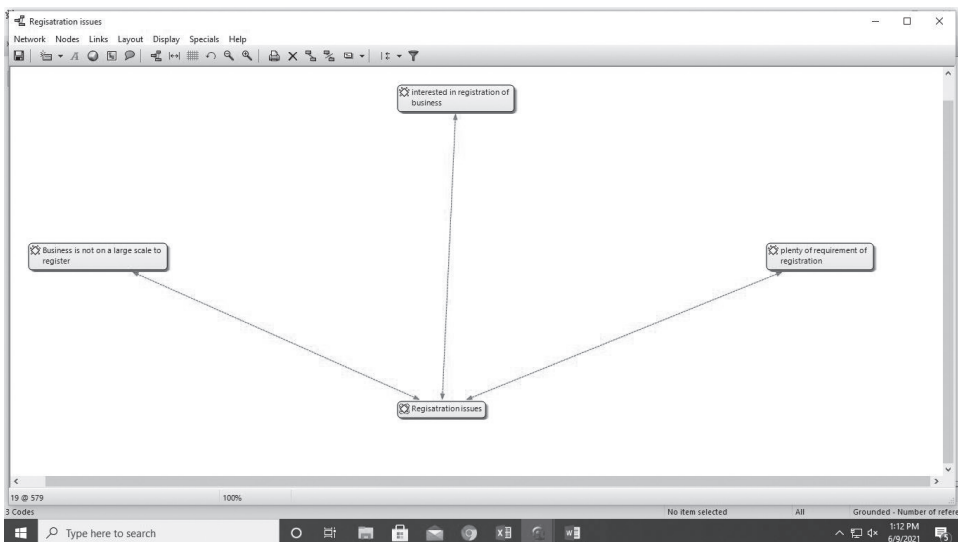 Regisatration issues
Network Nodes Links Layout Display Specials Help
A
interested in registration of
business
Business is not on a large scale to
register
plenty of requirement of
registration
Regisatration issues
19 @ 579 100%
3 Codes No item selected All Grounded - Number of refere
Type here to search
1:12 PM
6/9/2021